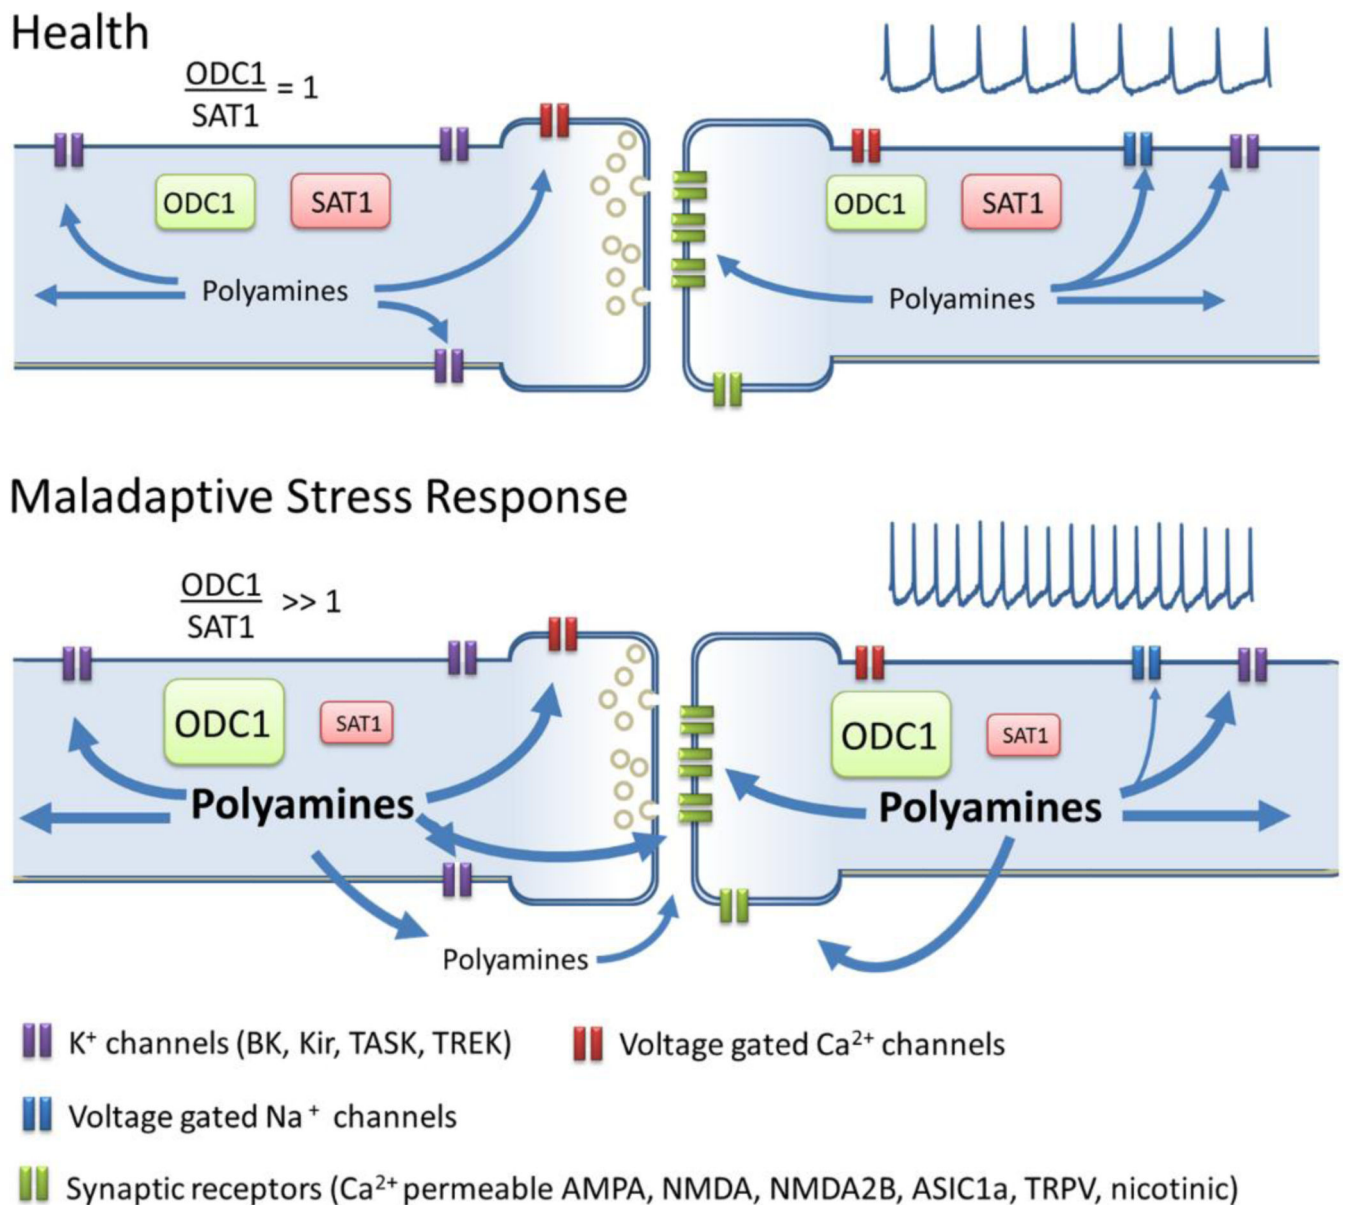 Health
ODC1
SAT1
= 1
ODC1
SAT1
ODC1
SAT1
Polyamines
Polyamines
Maladaptive Stress Response
ODC1
SAT1
>> 1
ODC1
SAT1
ODC1
SAT1
Polyamines
Polyamines
Polyamines
K⁺ channels (BK, Kir, TASK, TREK)
Voltage gated Ca²⁺ channels
Voltage gated Na⁺ channels
Synaptic receptors (Ca²⁺ permeable AMPA, NMDA, NMDA2B, ASIC1a, TRPV, nicotinic)